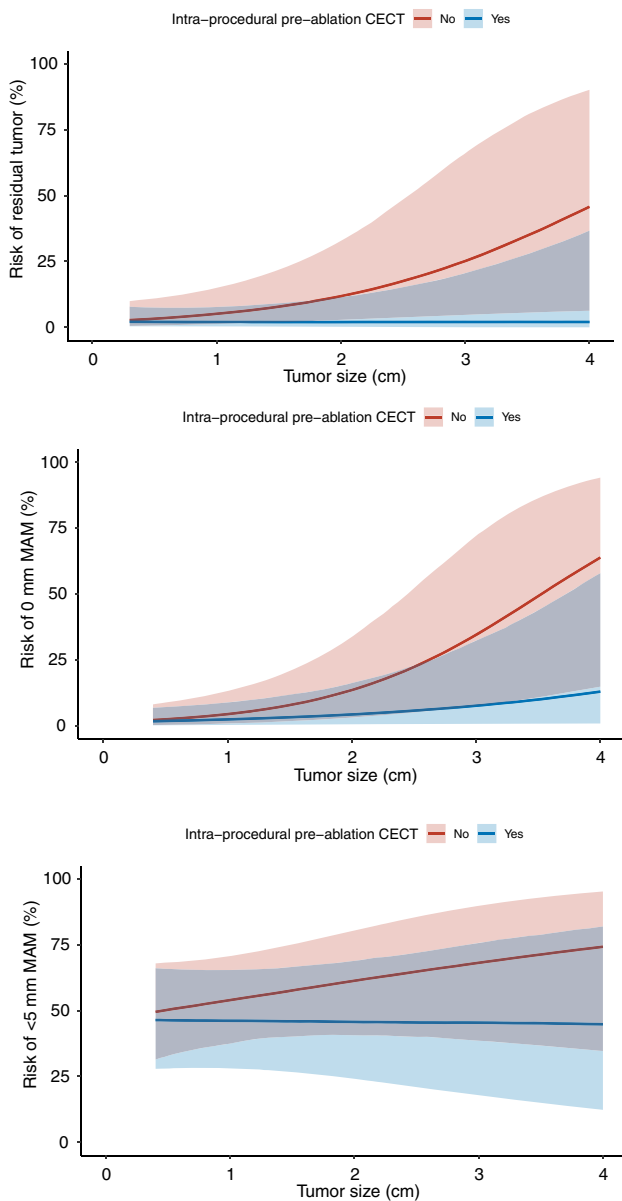 Intra-procedural pre-ablation CECT No Yes
Risk of residual tumor (%)
100
75
50
25
0
0 1 2 3 4
Tumor size (cm)
Intra-procedural pre-ablation CECT No Yes
Risk of 0 mm MAM (%)
100
75
50
25
0
0 1 2 3 4
Tumor size (cm)
Intra-procedural pre-ablation CECT No Yes
Risk of <5 mm MAM (%)
100
75
50
25
0
0 1 2 3 4
Tumor size (cm)